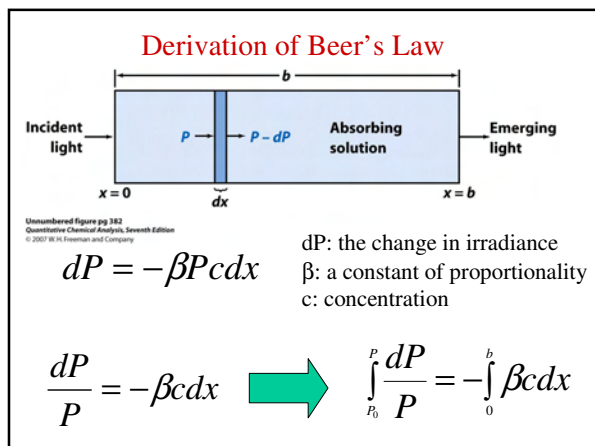 Derivation of Beer's Law
b
Incident light
P
P – dP
Absorbing solution
Emerging light
x = 0
dx
x = b
Unnumbered figure pg 382
Quantitative Chemical Analysis, Seventh Edition
© 2007 W. H. Freeman and Company
dP = −βPcdx
dP: the change in irradiance
β: a constant of proportionality
c: concentration
dP/P = −βcdx
∫_{P₀}^{P} dP/P = −∫_{0}^{b} βcdx